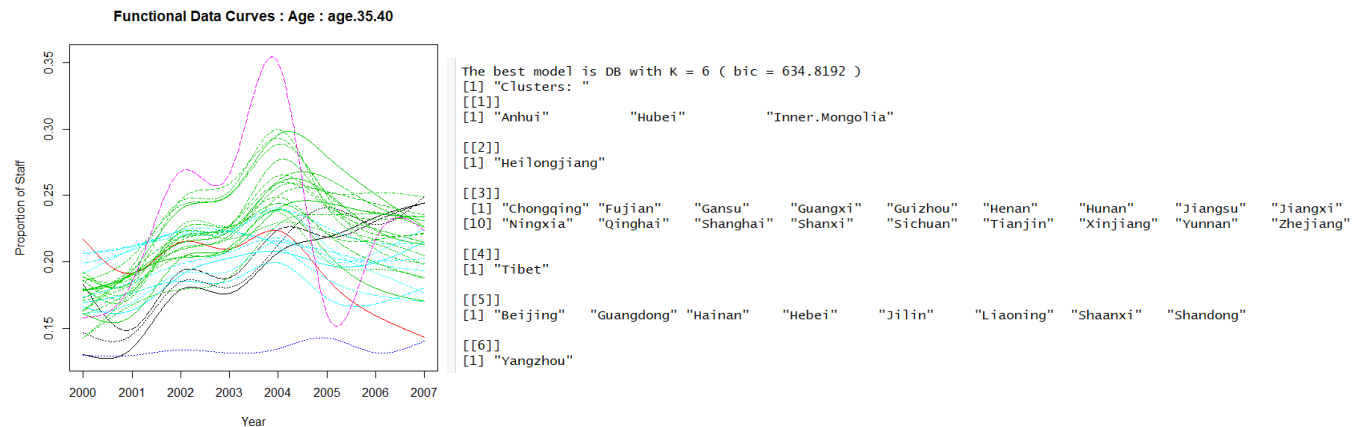 Functional Data Curves : Age : age.35.40
Proportion of Staff
0.35
0.30
0.25
0.20
0.15
2000 2001 2002 2003 2004 2005 2006 2007
Year
The best model is DB with K = 6 ( bic = 634.8192 )
[1] "Clusters: "
[[1]]
[1] "Anhui" "Hubei" "Inner.Mongolia"
[[2]]
[1] "Heilongjiang"
[[3]]
[1] "Chongqing" "Fujian" "Gansu" "Guangxi" "Guizhou" "Henan" "Hunan" "Jiangsu" "Jiangxi"
[10] "Ningxia" "Qinghai" "Shanghai" "Shanxi" "Sichuan" "Tianjin" "Xinjiang" "Yunnan" "Zhejiang"
[[4]]
[1] "Tibet"
[[5]]
[1] "Beijing" "Guangdong" "Hainan" "Hebei" "Jilin" "Liaoning" "Shaanxi" "Shandong"
[[6]]
[1] "Yangzhou"